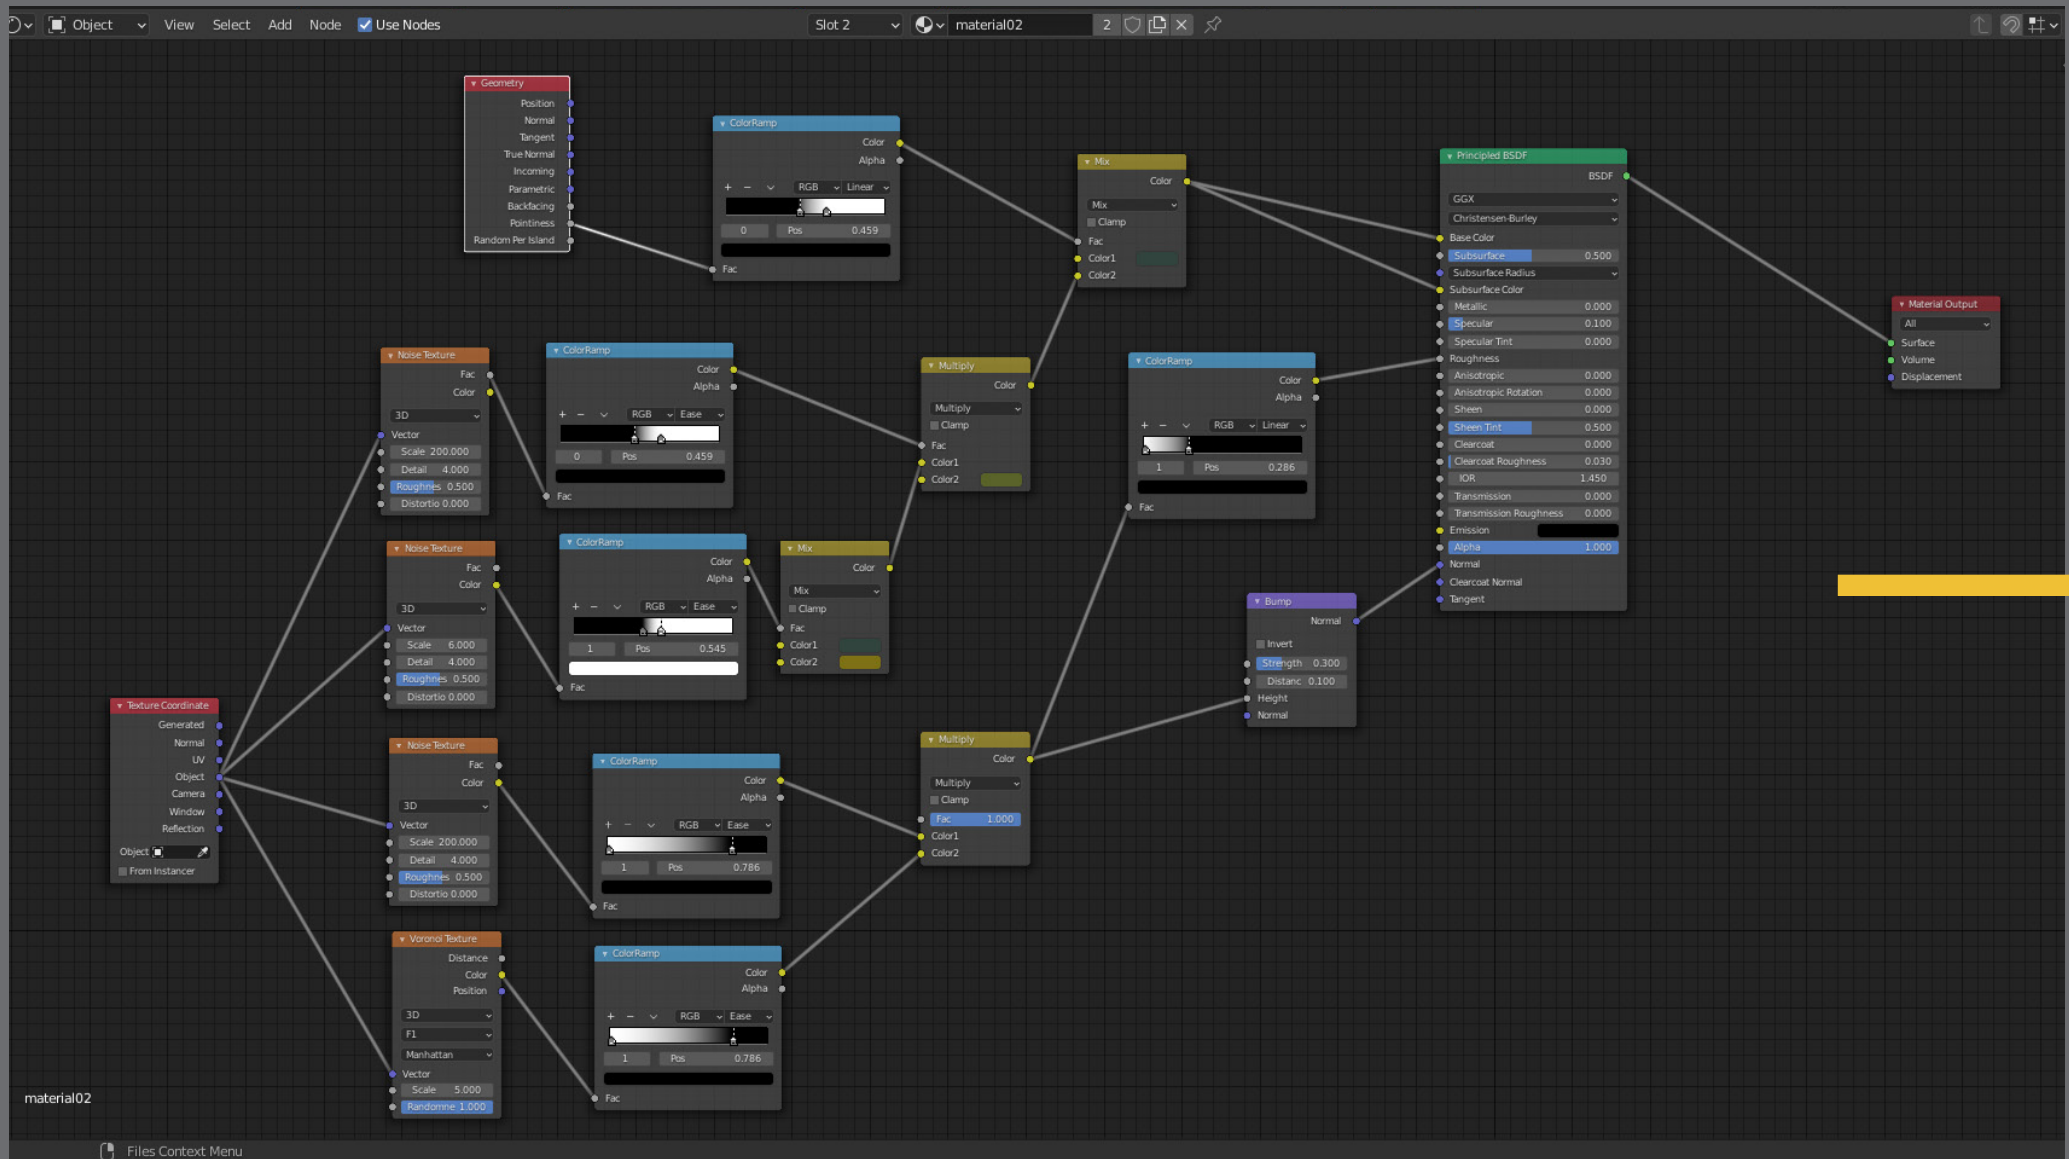 Object View Select Add Node Use Nodes Slot 2 material02 2
Geometry
Position
Normal
Tangent
True Normal
Incoming
Parametric
Backfacing
Pointiness
Random Per Island
ColorRamp
Color
Alpha
RGB Linear
0 Pos 0.459
Fac
Mix
Color
Mix
Clamp
Fac
Color1
Color2
Principled BSDF
BSDF
GGX
Christensen-Burley
Base Color
Subsurface 0.500
Subsurface Radius
Subsurface Color
Metallic 0.000
Specular 0.100
Specular Tint 0.000
Roughness
Anisotropic 0.000
Anisotropic Rotation 0.000
Sheen 0.000
Sheen Tint 0.500
Clearcoat 0.000
Clearcoat Roughness 0.030
IOR 1.450
Transmission 0.000
Transmission Roughness 0.000
Emission
Alpha 1.000
Normal
Clearcoat Normal
Tangent
Material Output
All
Surface
Volume
Displacement
Noise Texture
Fac
Color
3D
Vector
Scale 200.000
Detail 4.000
Roughnes 0.500
Distortio 0.000
ColorRamp
Color
Alpha
RGB Ease
0 Pos 0.459
Fac
Multiply
Color
Multiply
Clamp
Fac
Color1
Color2
ColorRamp
Color
Alpha
RGB Linear
1 Pos 0.286
Fac
Noise Texture
Fac
Color
3D
Vector
Scale 6.000
Detail 4.000
Roughnes 0.500
Distortio 0.000
ColorRamp
Color
Alpha
RGB Ease
1 Pos 0.545
Fac
Mix
Color
Mix
Clamp
Fac
Color1
Color2
Bump
Normal
Invert
Strength 0.300
Distanc 0.100
Height
Normal
Texture Coordinate
Generated
Normal
UV
Object
Camera
Window
Reflection
Object
From Instancer
Noise Texture
Fac
Color
3D
Vector
Scale 200.000
Detail 4.000
Roughnes 0.500
Distortio 0.000
ColorRamp
Color
Alpha
RGB Ease
1 Pos 0.786
Fac
Multiply
Color
Multiply
Clamp
Fac 1.000
Color1
Color2
Voronoi Texture
Distance
Color
Position
3D
F1
Manhattan
Vector
Scale 5.000
Randomne 1.000
ColorRamp
Color
Alpha
RGB Ease
1 Pos 0.786
Fac
material02
Files Context Menu